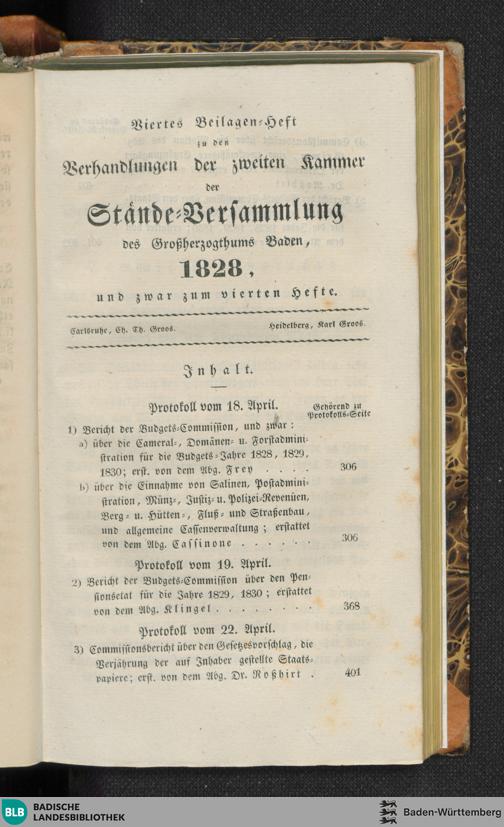 Viertes Beilagen-Heft
zu den
Verhandlungen der zweiten Kammer
der
Stände-Versammlung
des Großherzogthums Baden,
1828,
und zwar zum vierten Hefte.
Carlsruhe, Ch. Th. Groos. Heidelberg, Karl Groos.
Inhalt.
Protokoll vom 18. April. Gehörend zu
Protokolls-Seite
1) Bericht der Budgets-Commission, und zwar:
a) über die Cameral-, Domänen- u. Forstadmini-
stration für die Budgets-Jahre 1828, 1829,
1830; erst. von dem Abg. Frey . . . . 306
b) über die Einnahme von Salinen, Postadmini-
stration, Münz-, Justiz- u. Polizei-Revenüen,
Berg- u. Hütten-, Fluß- und Straßenbau,
und allgemeine Cassenverwaltung; erstattet
von dem Abg. Cassinone . . . . . . 306
Protokoll vom 19. April.
2) Bericht der Budgets-Commission über den Pen-
sionsetat für die Jahre 1829, 1830; erstattet
von dem Abg. Klingel . . . . . . . . 368
Protokoll vom 22. April.
3) Commissionsbericht über den Gesetzesvorschlag, die
Verjährung der auf Inhaber gestellte Staats-
papiere; erst. von dem Abg. Dr. Roßhirt . 401
BLB BADISCHE
LANDESBIBLIOTHEK
Baden-Württemberg